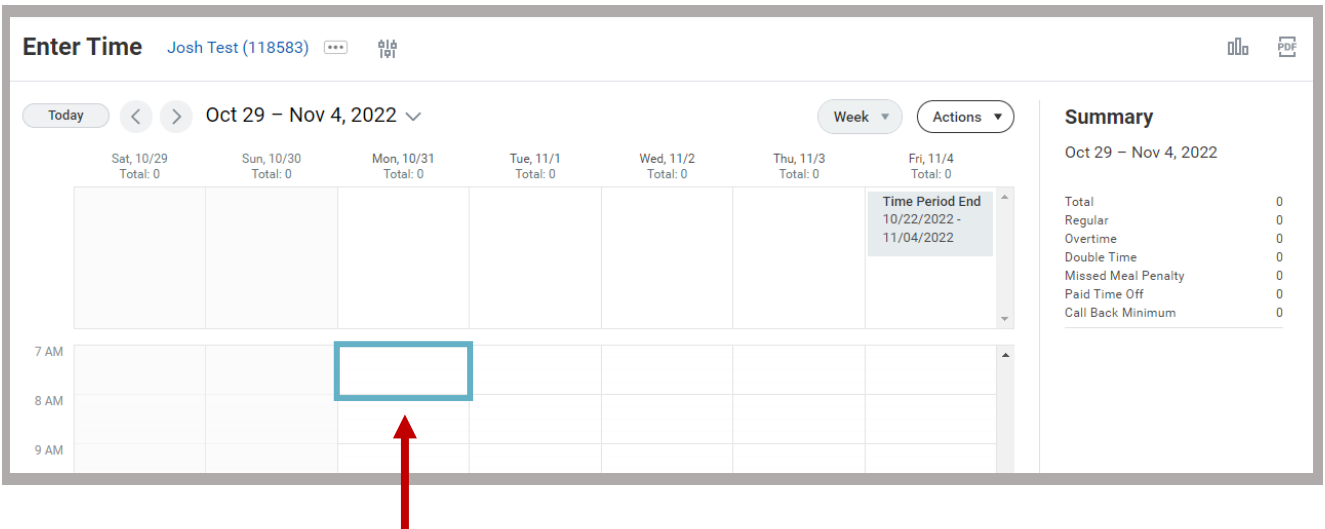 Enter Time Josh Test (118583)
PDF
Today Oct 29 – Nov 4, 2022 Week Actions
Sat, 10/29 Sun, 10/30 Mon, 10/31 Tue, 11/1 Wed, 11/2 Thu, 11/3 Fri, 11/4
Total: 0 Total: 0 Total: 0 Total: 0 Total: 0 Total: 0 Total: 0
Time Period End
10/22/2022 -
11/04/2022
7 AM
8 AM
9 AM
Summary
Oct 29 – Nov 4, 2022
Total 0
Regular 0
Overtime 0
Double Time 0
Missed Meal Penalty 0
Paid Time Off 0
Call Back Minimum 0